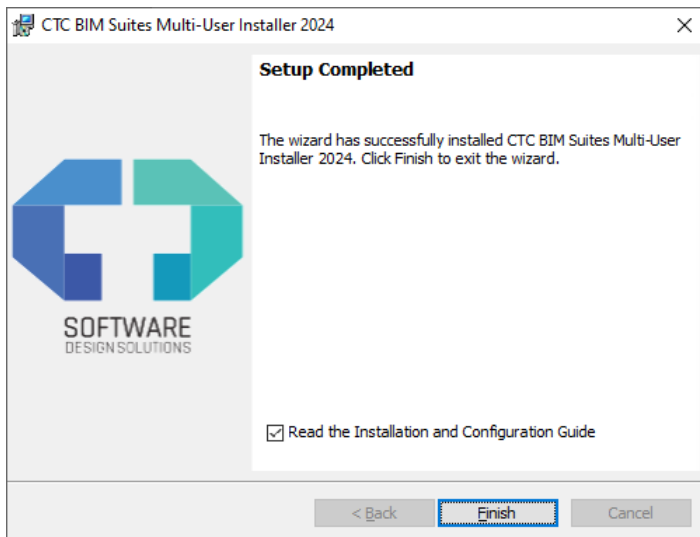 CTC BIM Suites Multi-User Installer 2024
Setup Completed
The wizard has successfully installed CTC BIM Suites Multi-User
Installer 2024. Click Finish to exit the wizard.
SOFTWARE
DESIGN SOLUTIONS
Read the Installation and Configuration Guide
< Back
Finish
Cancel